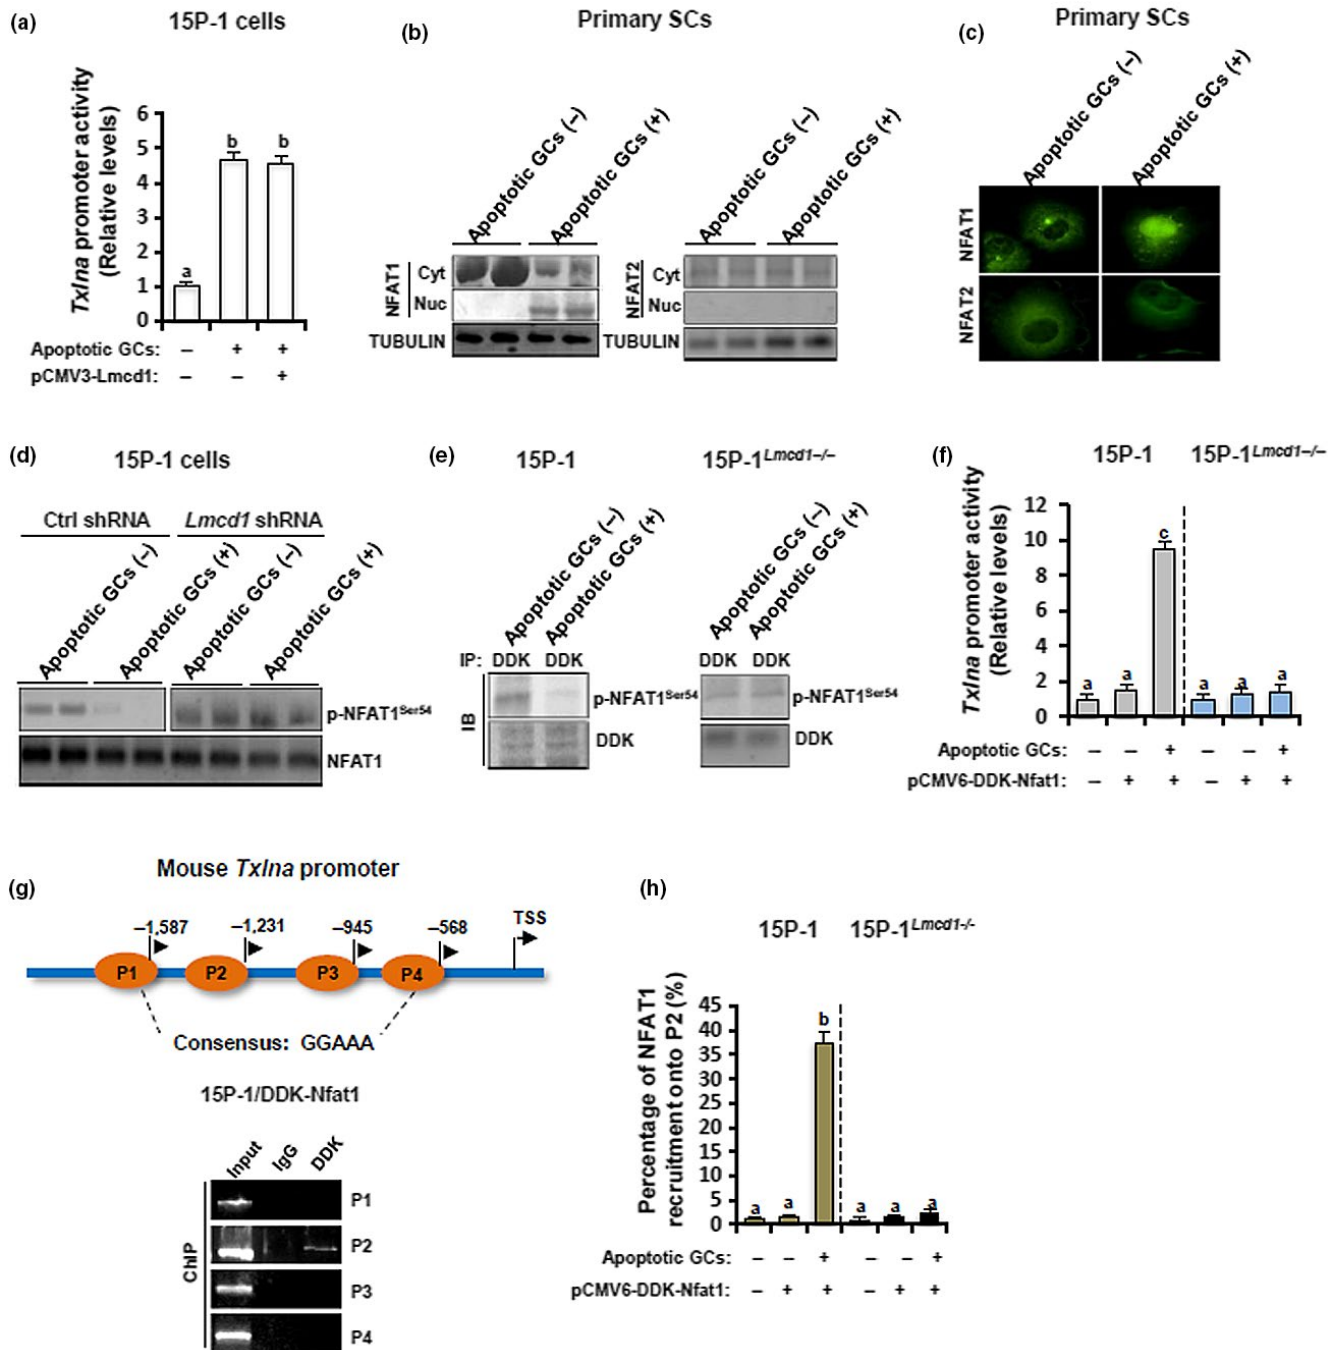 (a)
15P-1 cells
Txlna promoter activity
(Relative levels)
6
5
4
3
2
1
0
a
b
b
Apoptotic GCs: – + +
pCMV3-Lmcd1: – – +
(b)
Primary SCs
Apoptotic GCs (–)
Apoptotic GCs (+)
Apoptotic GCs (–)
Apoptotic GCs (+)
NFAT1
Cyt
Nuc
TUBULIN
NFAT2
Cyt
Nuc
TUBULIN
(c)
Primary SCs
Apoptotic GCs (–)
Apoptotic GCs (+)
NFAT1
NFAT2
(d)
15P-1 cells
Ctrl shRNA
Lmcd1 shRNA
Apoptotic GCs (–)
Apoptotic GCs (+)
Apoptotic GCs (–)
Apoptotic GCs (+)
p-NFAT1Ser54
NFAT1
(e)
15P-1
15P-1Lmcd1–/–
Apoptotic GCs (–)
Apoptotic GCs (+)
Apoptotic GCs (–)
Apoptotic GCs (+)
IP: DDK DDK
DDK DDK
IB
p-NFAT1Ser54
DDK
p-NFAT1Ser54
DDK
(f)
15P-1
15P-1Lmcd1–/–
Txlna promoter activity
(Relative levels)
12
10
8
6
4
2
0
a
a
c
a
a
a
Apoptotic GCs: – – + – – +
pCMV6-DDK-Nfat1: – + + – + +
(g)
Mouse Txlna promoter
–1,587
–1,231
–945
–568
TSS
P1
P2
P3
P4
Consensus: GGAAA
15P-1/DDK-Nfat1
Input
IgG
DDK
ChIP
P1
P2
P3
P4
(h)
15P-1
15P-1Lmcd1-/-
Percentage of NFAT1
recruitment onto P2 (%)
45
40
35
30
25
20
15
10
5
0
a
a
b
a
a
a
Apoptotic GCs: – – + – – +
pCMV6-DDK-Nfat1: – + + – + +